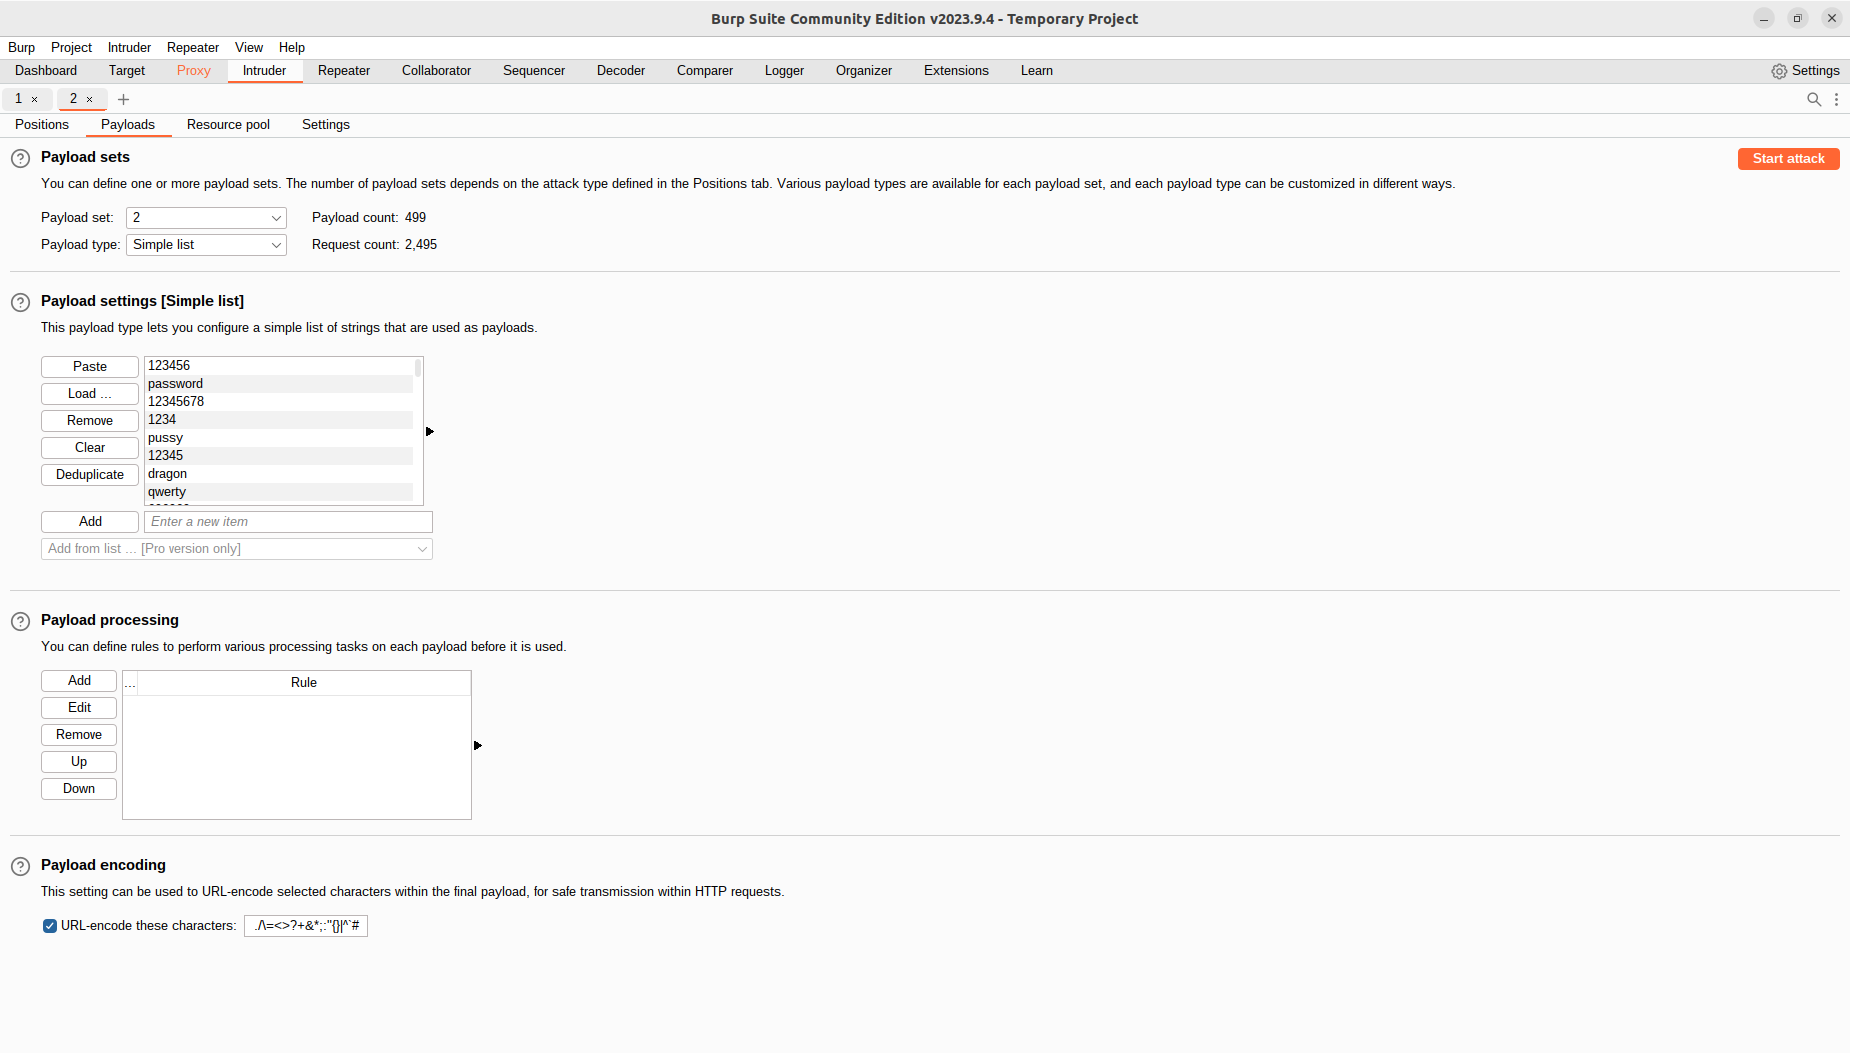 Burp Suite Community Edition v2023.9.4 - Temporary Project
Burp Project Intruder Repeater View Help
Dashboard Target Proxy Intruder Repeater Collaborator Sequencer Decoder Comparer Logger Organizer Extensions Learn Settings
1 × 2 × +
Positions Payloads Resource pool Settings
? Payload sets Start attack
You can define one or more payload sets. The number of payload sets depends on the attack type defined in the Positions tab. Various payload types are available for each payload set, and each payload type can be customized in different ways.
Payload set: 2 Payload count: 499
Payload type: Simple list Request count: 2,495
? Payload settings [Simple list]
This payload type lets you configure a simple list of strings that are used as payloads.
Paste 123456
password
Load ... 12345678
Remove 1234
pussy
Clear 12345
Deduplicate dragon
qwerty
Add Enter a new item
Add from list ... [Pro version only]
? Payload processing
You can define rules to perform various processing tasks on each payload before it is used.
Add ... Rule
Edit
Remove
Up
Down
? Payload encoding
This setting can be used to URL-encode selected characters within the final payload, for safe transmission within HTTP requests.
URL-encode these characters: ./\=<>?+&*;:"{}|^`#